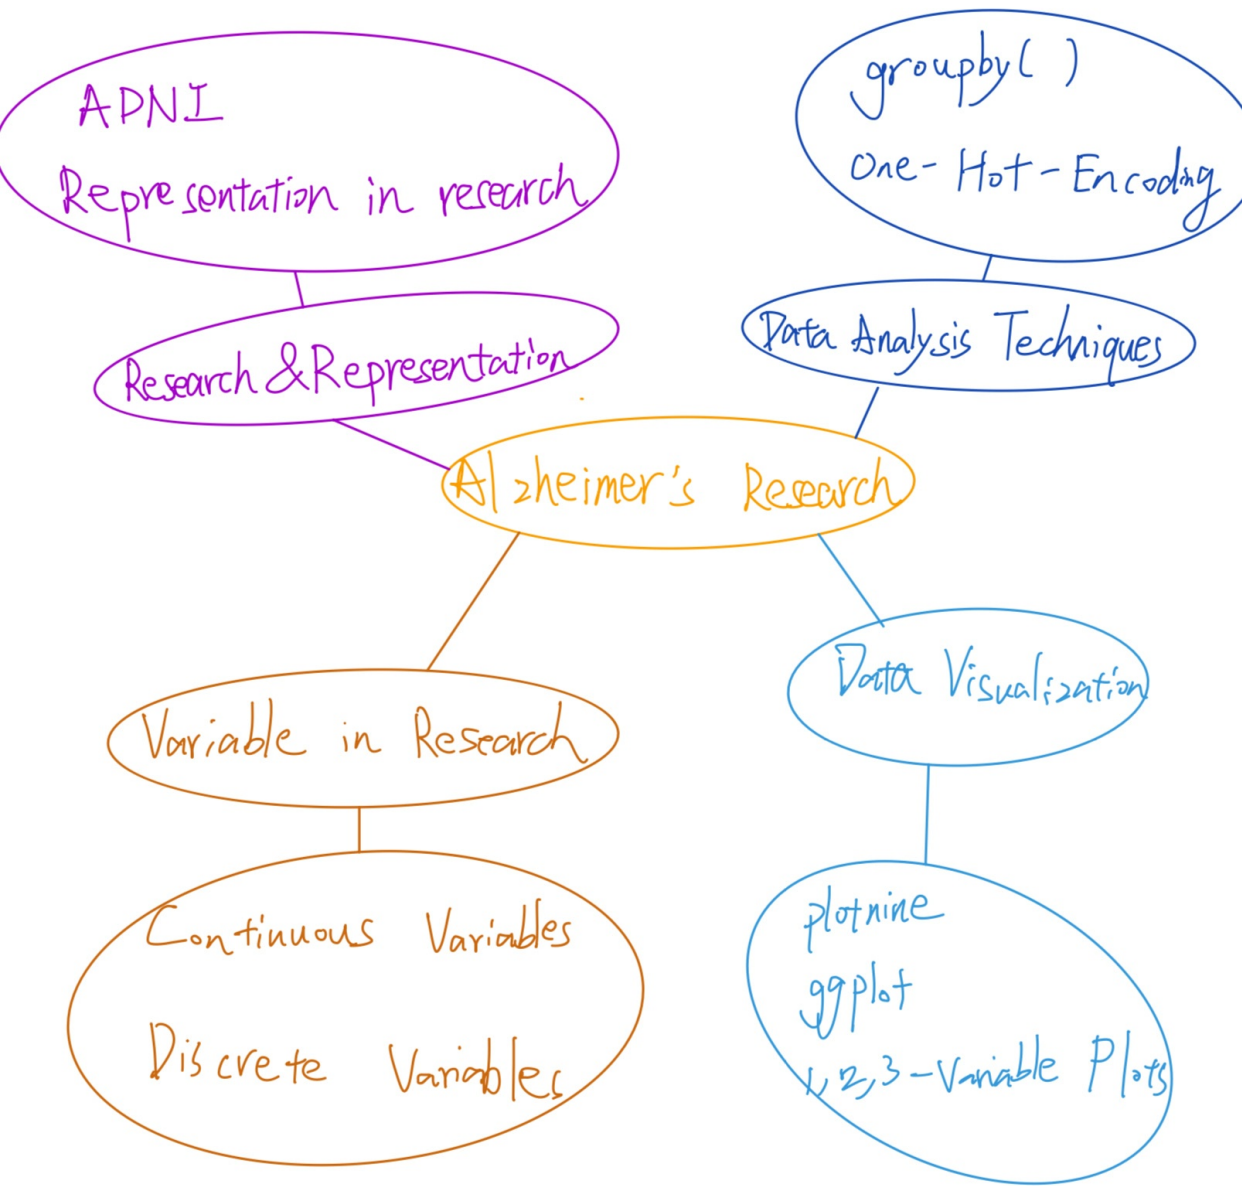 ADNI
Representation in research
groupby( )
One-Hot-Encoding
Research & Representation
Data Analysis Techniques
Alzheimer's Research
Variable in Research
Data Visualization
Continuous Variables
Discrete Variables
plotnine
ggplot
1,2,3-Variable Plots